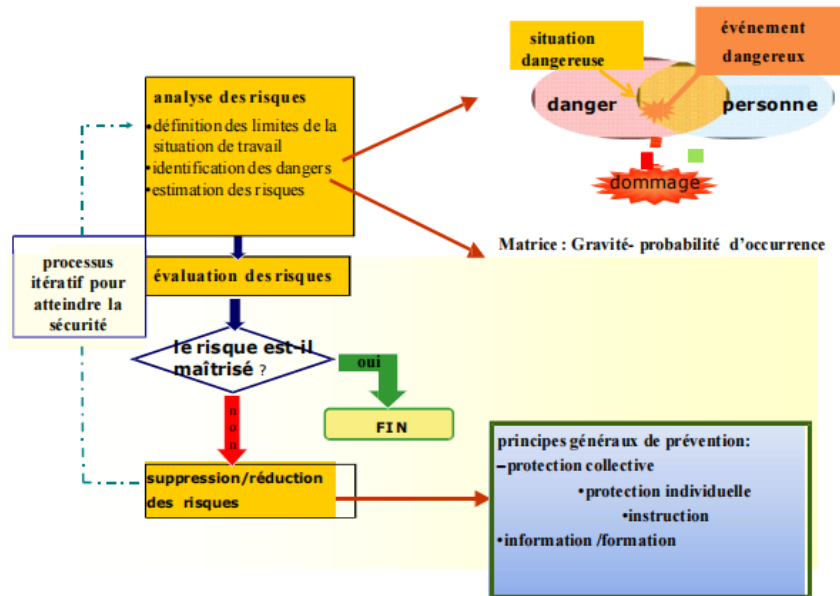 situation
dangereuse
événement
dangereux
danger
personne
dommage
analyse des risques
•définition des limites de la
situation de travail
•identification des dangers
•estimation des risques
Matrice : Gravité- probabilité d’occurrence
processus
itératif pour
atteindre la
sécurité
évaluation des risques
le risque est-il
maîtrisé ?
oui
non
FIN
suppression/réduction
des risques
principes généraux de prévention:
–protection collective
•protection individuelle
•instruction
•information /formation